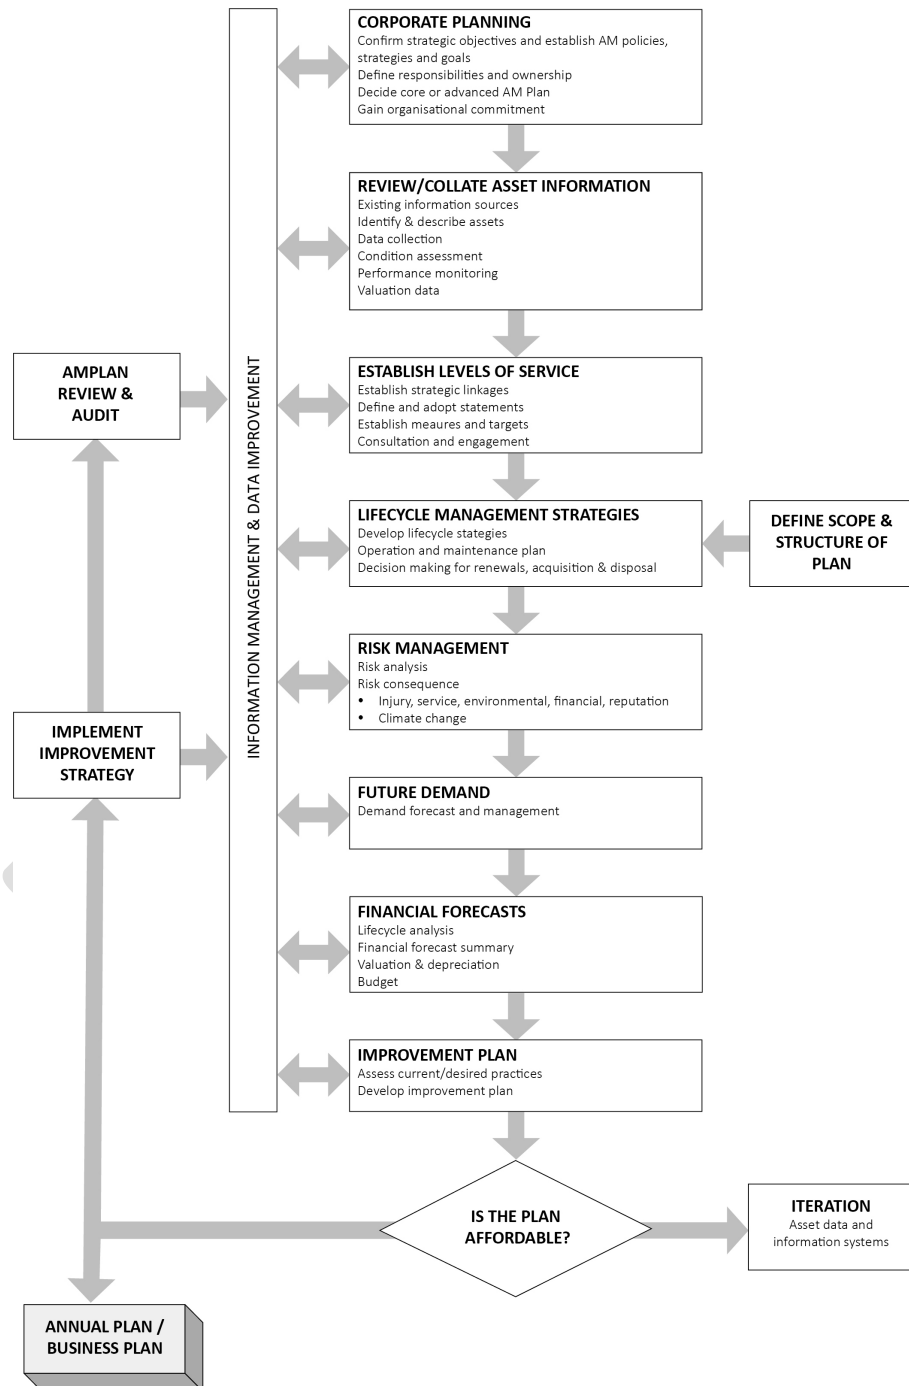 CORPORATE PLANNING
Confirm strategic objectives and establish AM policies,
strategies and goals
Define responsibilities and ownership
Decide core or advanced AM Plan
Gain organisational commitment
REVIEW/COLLATE ASSET INFORMATION
Existing information sources
Identify & describe assets
Data collection
Condition assessment
Performance monitoring
Valuation data
AMPLAN
REVIEW &
AUDIT
INFORMATION MANAGEMENT & DATA IMPROVEMENT
ESTABLISH LEVELS OF SERVICE
Establish strategic linkages
Define and adopt statements
Establish meaures and targets
Consultation and engagement
LIFECYCLE MANAGEMENT STRATEGIES
Develop lifecycle stategies
Operation and maintenance plan
Decision making for renewals, acquisition & disposal
DEFINE SCOPE &
STRUCTURE OF
PLAN
RISK MANAGEMENT
Risk analysis
Risk consequence
• Injury, service, environmental, financial, reputation
• Climate change
IMPLEMENT
IMPROVEMENT
STRATEGY
FUTURE DEMAND
Demand forecast and management
FINANCIAL FORECASTS
Lifecycle analysis
Financial forecast summary
Valuation & depreciation
Budget
IMPROVEMENT PLAN
Assess current/desired practices
Develop improvement plan
IS THE PLAN
AFFORDABLE?
ITERATION
Asset data and
information systems
ANNUAL PLAN /
BUSINESS PLAN